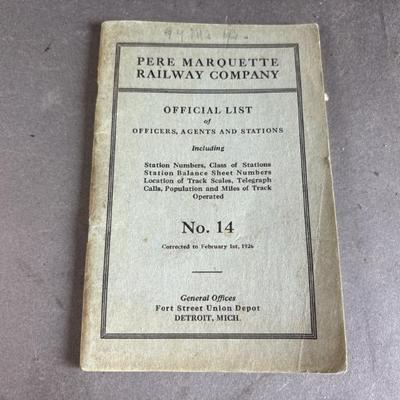 PERE MARQUETTE
RAILWAY COMPANY
OFFICIAL LIST
of
OFFICERS, AGENTS AND STATIONS
Including
Station Numbers, Class of Stations
Station Balance Sheet Numbers
Location of Track Scales, Telegraph
Calls, Population and Miles of Track
Operated
No. 14
Corrected to February 1st, 1926
General Offices
Fort Street Union Depot
DETROIT, MICH.